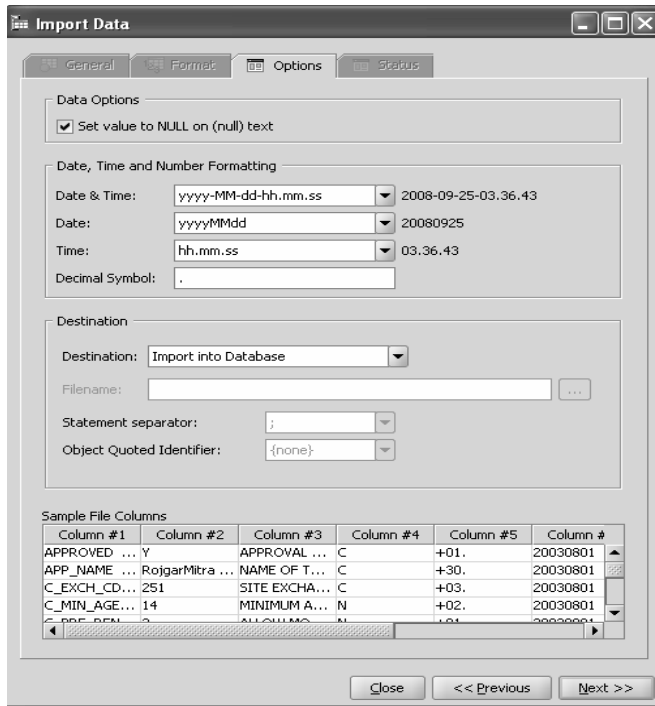 Import Data
General Format Options Status
Data Options
Set value to NULL on (null) text
Date, Time and Number Formatting
Date & Time: yyyy-MM-dd-hh.mm.ss 2008-09-25-03.36.43
Date: yyyyMMdd 20080925
Time: hh.mm.ss 03.36.43
Decimal Symbol: .
Destination
Destination: Import into Database
Filename: ...
Statement separator: ;
Object Quoted Identifier: {none}
Sample File Columns
Column #1 Column #2 Column #3 Column #4 Column #5 Column #
APPROVED ... Y APPROVAL ... C +01. 20030801
APP_NAME ... RojgarMitra ... NAME OF T... C +30. 20030801
C_EXCH_CD... 251 SITE EXCHA... C +03. 20030801
C_MIN_AGE... 14 MINIMUM A... N +02. 20030801
Close << Previous Next >>